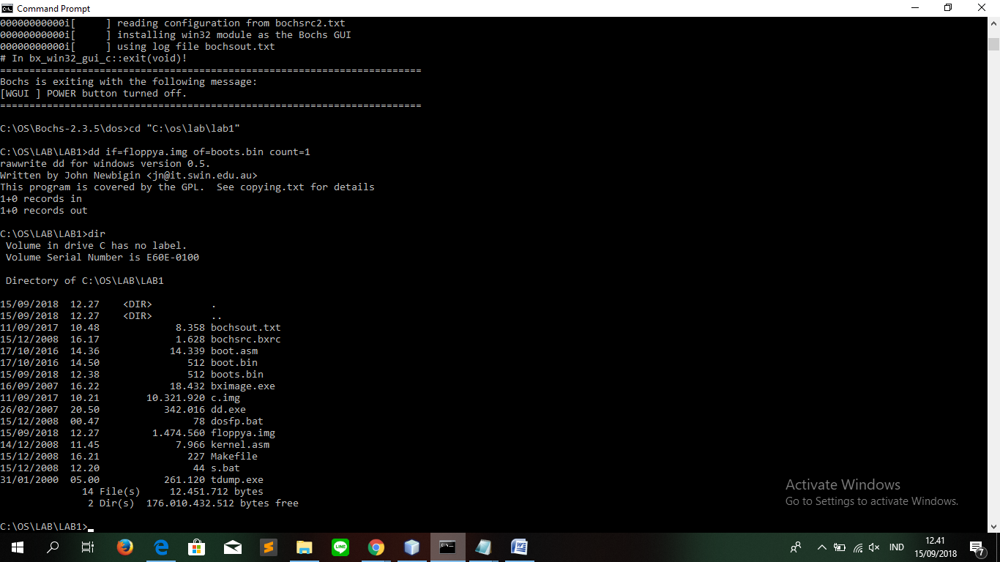 Command Prompt
00000000000i[     ] reading configuration from bochsrc2.txt
00000000000i[     ] installing win32 module as the Bochs GUI
00000000000i[     ] using log file bochsout.txt
# In bx_win32_gui_c::exit(void)!
========================================================================
Bochs is exiting with the following message:
[WGUI ] POWER button turned off.
========================================================================
C:\OS\Bochs-2.3.5\dos>cd "C:\os\lab\lab1"
C:\OS\LAB\LAB1>dd if=floppya.img of=boots.bin count=1
rawwrite dd for windows version 0.5.
Written by John Newbigin <jn@it.swin.edu.au>
This program is covered by the GPL.  See copying.txt for details
1+0 records in
1+0 records out
C:\OS\LAB\LAB1>dir
 Volume in drive C has no label.
 Volume Serial Number is E60E-0100
 Directory of C:\OS\LAB\LAB1
15/09/2018  12.27    <DIR>          .
15/09/2018  12.27    <DIR>          ..
11/09/2017  10.48             8.358 bochsout.txt
15/12/2008  16.17             1.628 bochsrc.bxrc
17/10/2016  14.36            14.339 boot.asm
17/10/2016  14.50               512 boot.bin
15/09/2018  12.38               512 boots.bin
16/09/2007  16.22            18.432 bximage.exe
11/09/2017  10.21        10.321.920 c.img
26/02/2007  20.50           342.016 dd.exe
15/12/2008  00.47                78 dosfp.bat
15/09/2018  12.27         1.474.560 floppya.img
14/12/2008  11.45             7.966 kernel.asm
15/12/2008  16.21               227 Makefile
15/12/2008  12.20                44 s.bat
31/01/2000  05.00           261.120 tdump.exe
              14 File(s)     12.451.712 bytes
               2 Dir(s)  176.010.432.512 bytes free
C:\OS\LAB\LAB1>
Activate Windows
Go to Settings to activate Windows.
LINE
IND
12.41
15/09/2018
7